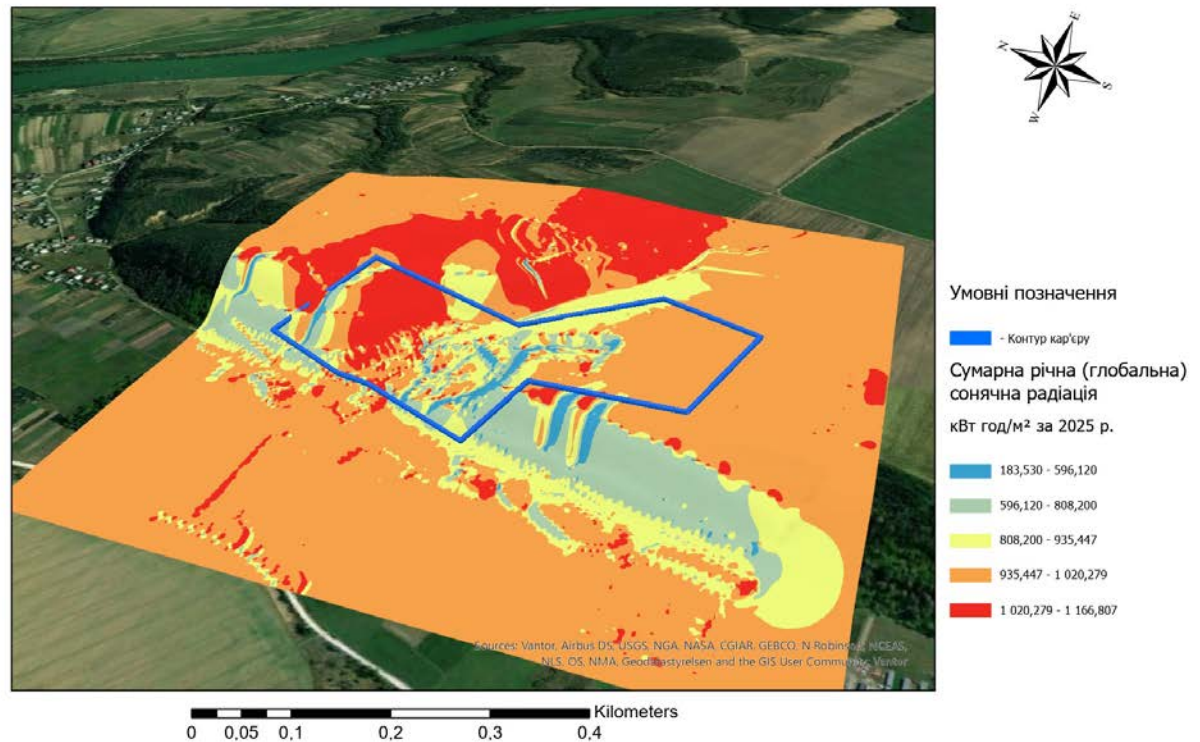 E
N
S
W
Умовні позначення
- Контур кар'єру
Сумарна річна (глобальна)
сонячна радіація
кВт год/м² за 2025 р.
183,530 - 596,120
596,120 - 808,200
808,200 - 935,447
935,447 - 1 020,279
1 020,279 - 1 166,807
Sources: Vantor, Airbus DS, USGS, NGA, NASA, CGIAR, GEBCO, N Robinson, NCEAS,
NLS, OS, NMA, Geodatastyrelsen and the GIS User Community, Vantor
Kilometers
0 0,05 0,1 0,2 0,3 0,4